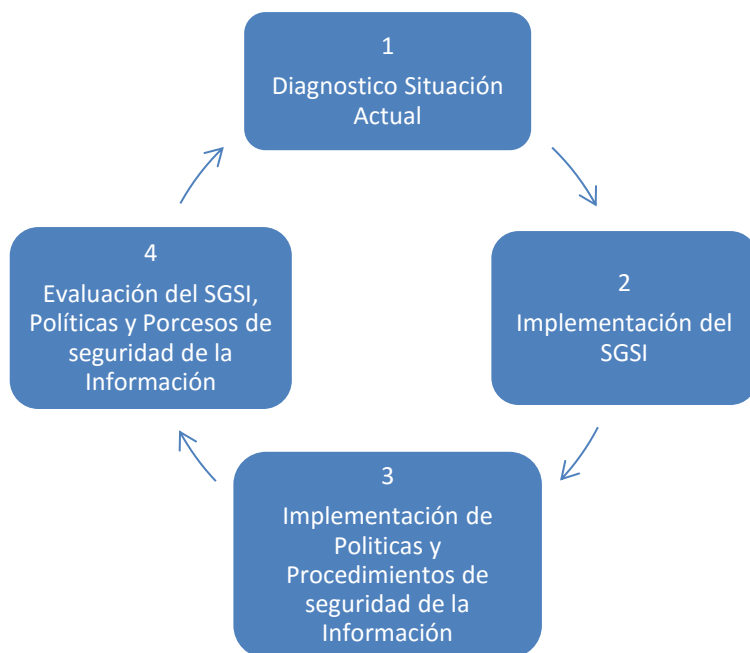 1
Diagnostico Situación
Actual
2
Implementación del
SGSI
3
Implementación de
Politicas y
Procedimientos de
seguridad de la
Información
4
Evaluación del SGSI,
Políticas y Porcesos de
seguridad de la
Información